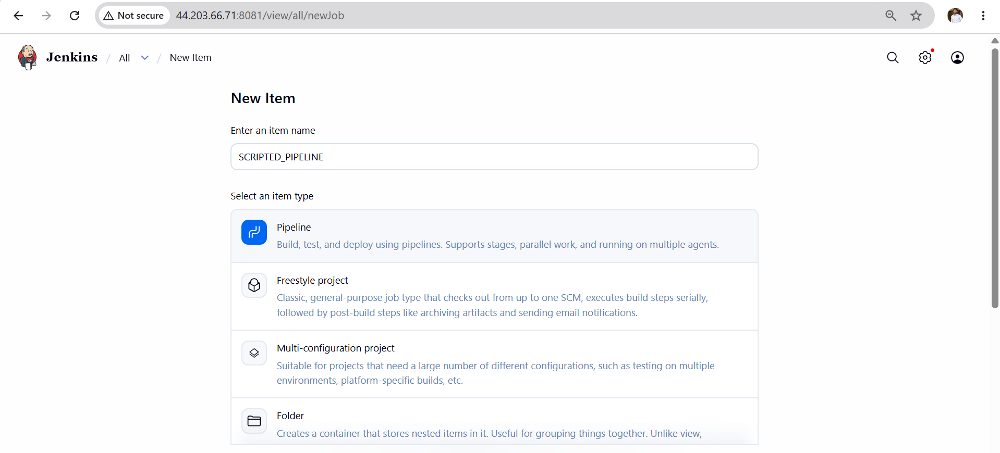 Not secure 44.203.66.71:8081/view/all/newJob
Jenkins / All / New Item
New Item
Enter an item name
SCRIPTED_PIPELINE
Select an item type
Pipeline
Build, test, and deploy using pipelines. Supports stages, parallel work, and running on multiple agents.
Freestyle project
Classic, general-purpose job type that checks out from up to one SCM, executes build steps serially,
followed by post-build steps like archiving artifacts and sending email notifications.
Multi-configuration project
Suitable for projects that need a large number of different configurations, such as testing on multiple
environments, platform-specific builds, etc.
Folder
Creates a container that stores nested items in it. Useful for grouping things together. Unlike view,